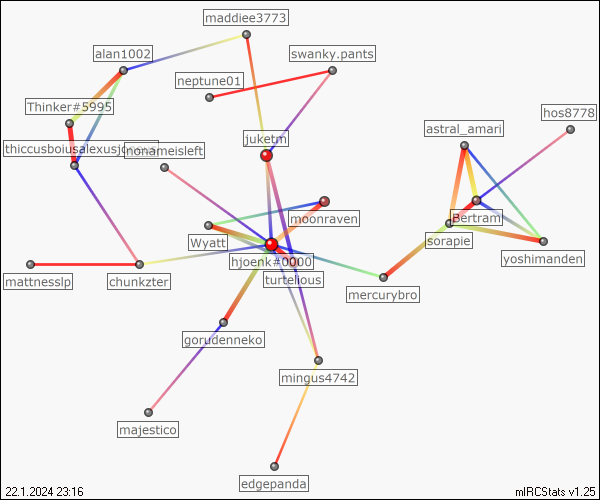 maddiee3773
alan1002
swanky.pants
neptune01
Thinker#5995
hos8778
astral_amari
juketm
nonameisleft
Bertram
moonraven
Wyatt
sorapie
hjoenk#0000
yoshimanden
mattnesslp
chunkzter
turtelious
mercurybro
gorudenneko
mingus4742
majestico
edgepanda
22.1.2024 23:16
mIRCStats v1.25